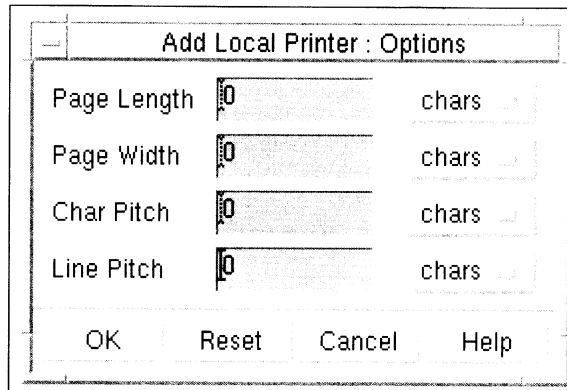 Add Local Printer : Options
Page Length 0 chars
Page Width 0 chars
Char Pitch 0 chars
Line Pitch 0 chars
OK Reset Cancel Help